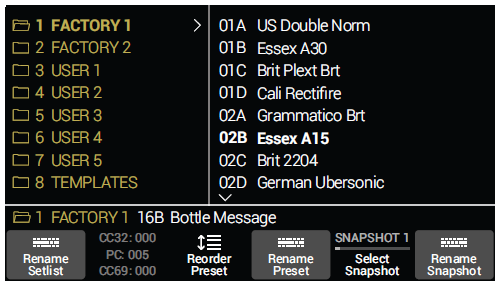 1 FACTORY 1 >
2 FACTORY 2
3 USER 1
4 USER 2
5 USER 3
6 USER 4
7 USER 5
8 TEMPLATES
01A US Double Norm
01B Essex A30
01C Brit Plext Brt
01D Cali Rectifire
02A Grammatico Brt
02B Essex A15
02C Brit 2204
02D German Ubersonic
1 FACTORY 1 16B Bottle Message
Rename
Setlist
CC32: 000
PC: 005
CC69: 000
Reorder
Preset
Rename
Preset
SNAPSHOT 1
Select
Snapshot
Rename
Snapshot